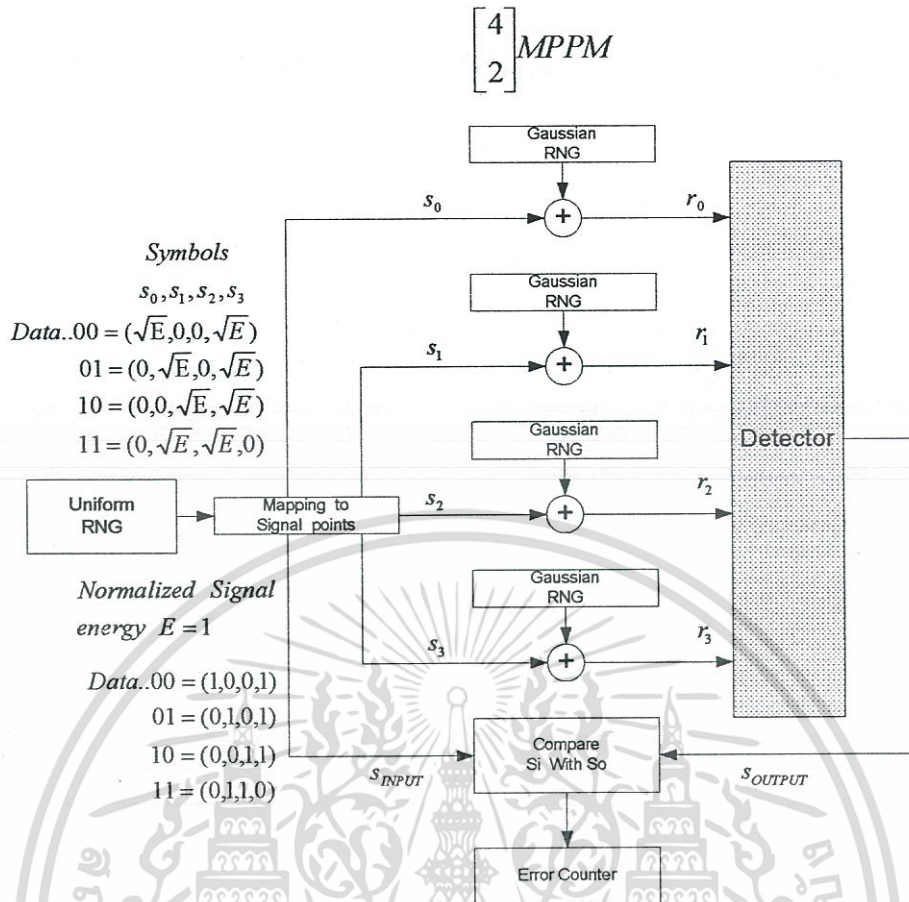 [4 2] MPPM
Gaussian
RNG
s₀
r₀
Symbols
s₀,s₁,s₂,s₃
Data..00 = (√E,0,0,√E)
01 = (0,√E,0,√E)
10 = (0,0,√E,√E)
11 = (0,√E,√E,0)
Gaussian
RNG
s₁
r₁
Gaussian
RNG
Detector
Uniform
RNG
Mapping to
Signal points
s₂
r₂
Normalized Signal
energy E = 1
Gaussian
RNG
s₃
r₃
Data..00 = (1,0,0,1)
01 = (0,1,0,1)
10 = (0,0,1,1)
11 = (0,1,1,0)
Compare
Si With So
s_INPUT
s_OUTPUT
Error Counter